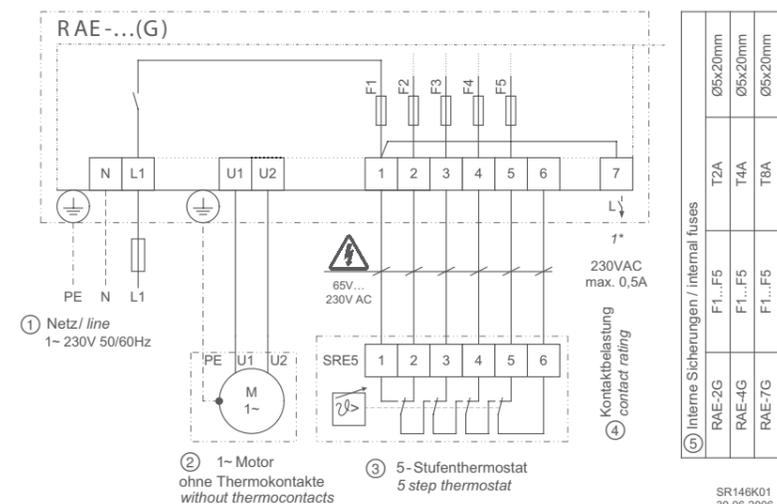 RAE-...(G)
F1 F2 F3 F4 F5
N L1 U1 U2 1 2 3 4 5 6 7
L
1*
230VAC
max. 0,5A
65V...
230V AC
PE N L1
① Netz/ line
1~ 230V 50/60Hz
PE U1 U2
M
1~
② 1~ Motor
ohne Thermokontakte
without thermocontacts
SRE5 1 2 3 4 5 6
③ 5-Stufenthermostat
5 step thermostat
④ Kontaktbelastung
contact rating
⑤ Interne Sicherungen / internal fuses
RAE-2G F1...F5 T2A Ø5x20mm
RAE-4G F1...F5 T4A Ø5x20mm
RAE-7G F1...F5 T8A Ø5x20mm
SR146K01